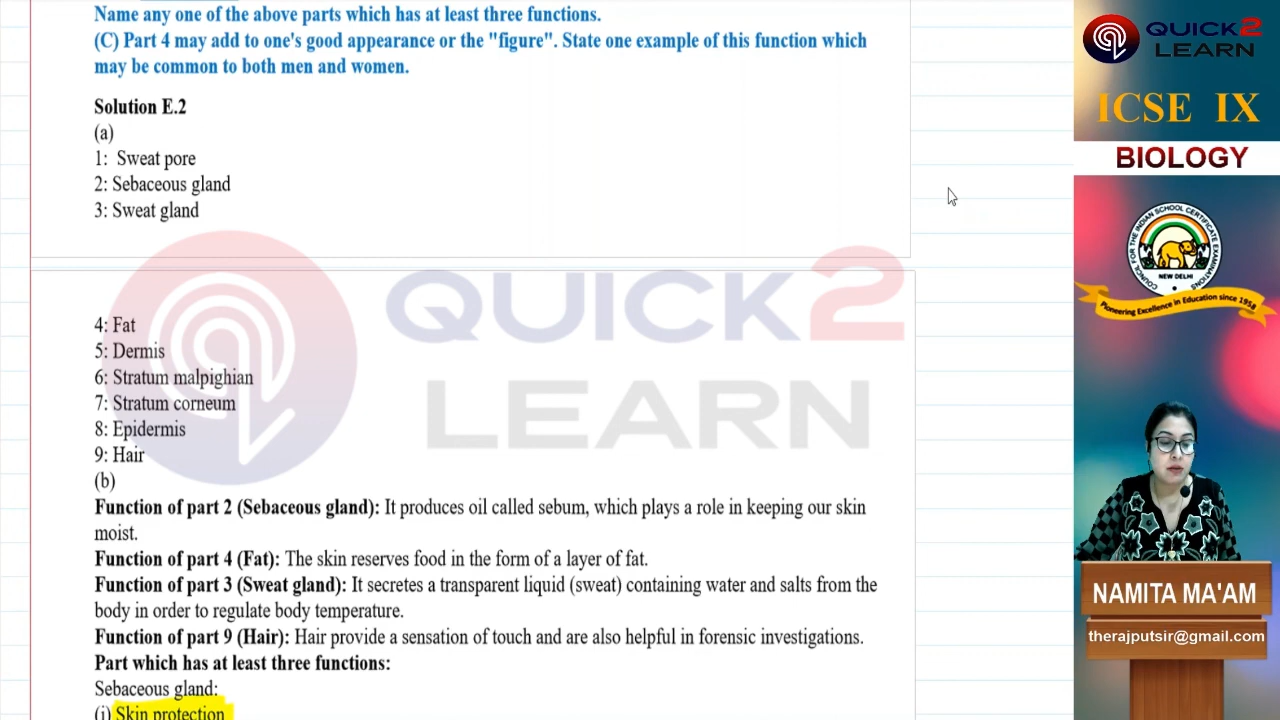 Name any one of the above parts which has at least three functions.
(C) Part 4 may add to one's good appearance or the "figure". State one example of this function which
may be common to both men and women.
Solution E.2
(a)
1: Sweat pore
2: Sebaceous gland
3: Sweat gland
4: Fat
5: Dermis
6: Stratum malpighian
7: Stratum corneum
8: Epidermis
9: Hair
(b)
Function of part 2 (Sebaceous gland): It produces oil called sebum, which plays a role in keeping our skin
moist.
Function of part 4 (Fat): The skin reserves food in the form of a layer of fat.
Function of part 3 (Sweat gland): It secretes a transparent liquid (sweat) containing water and salts from the
body in order to regulate body temperature.
Function of part 9 (Hair): Hair provide a sensation of touch and are also helpful in forensic investigations.
Part which has at least three functions:
Sebaceous gland:
(i) Skin protection
QUICK2
LEARN
QUICK2
LEARN
ICSE IX
BIOLOGY
COUNCIL FOR THE INDIAN SCHOOL CERTIFICATE EXAMINATIONS
NEW DELHI
Pioneering Excellence in Education since 1958
NAMITA MA'AM
therajputsir@gmail.com